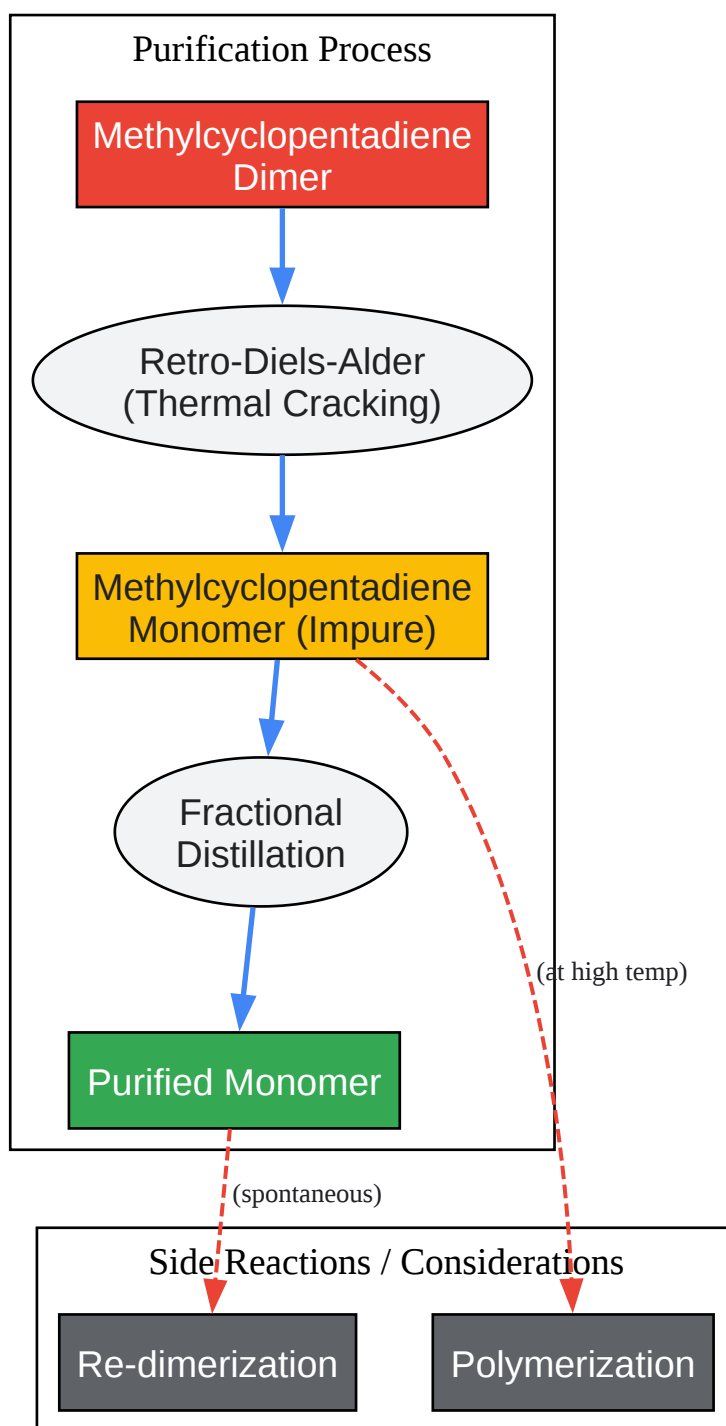 Purification Process
Methylcyclopentadiene
Dimer
Retro-Diels-Alder
(Thermal Cracking)
Methylcyclopentadiene
Monomer (Impure)
Fractional
Distillation
(at high temp)
Purified Monomer
(spontaneous)
Side Reactions / Considerations
Re-dimerization
Polymerization